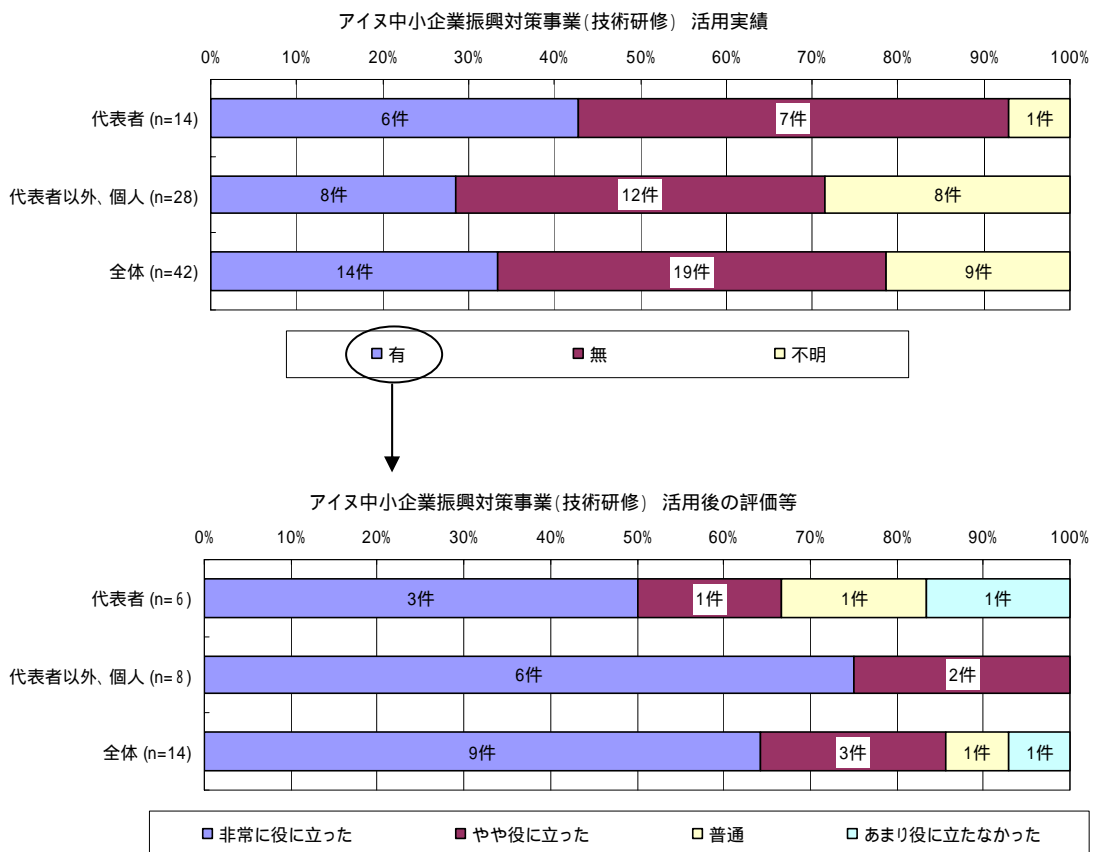 アイヌ中小企業振興対策事業(技術研修) 活用実績
0% 10% 20% 30% 40% 50% 60% 70% 80% 90% 100%
代表者 (n=14) 6件 7件 1件
代表者以外、個人 (n=28) 8件 12件 8件
全体 (n=42) 14件 19件 9件
有 無 不明
アイヌ中小企業振興対策事業(技術研修) 活用後の評価等
0% 10% 20% 30% 40% 50% 60% 70% 80% 90% 100%
代表者 (n=6) 3件 1件 1件 1件
代表者以外、個人 (n=8) 6件 2件
全体 (n=14) 9件 3件 1件 1件
非常に役に立った やや役に立った 普通 あまり役に立たなかった